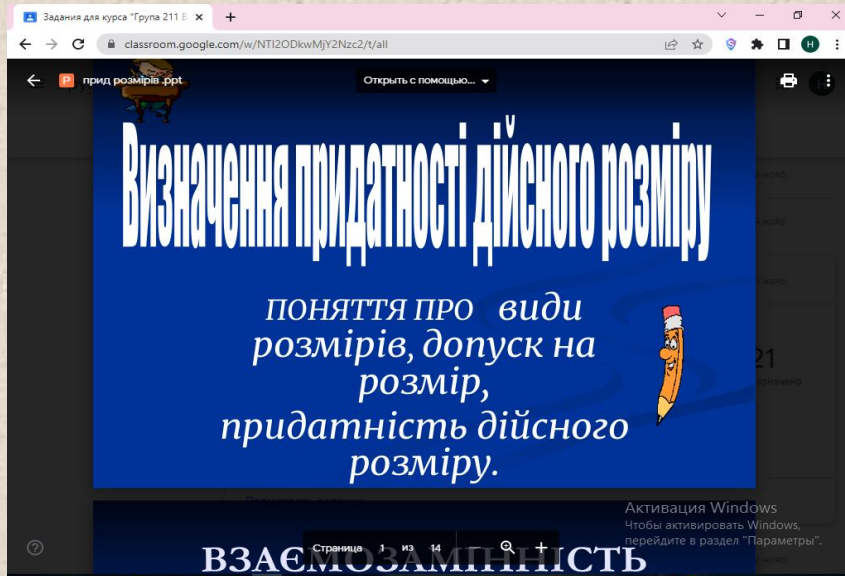 Задания для курса "Група 211 В
classroom.google.com/w/NTI2ODkwMjY2Nzc2/t/all
Н
P прид розмірів .ppt
Открыть с помощью...
Визначення придатності дійсного розміру
ПОНЯТТЯ ПРО види
розмірів, допуск на
розмір,
придатність дійсного
розміру.
21
Активация Windows
Чтобы активировать Windows,
перейдите в раздел "Параметры".
Страница 1 из 14
ВЗАЄМОЗАМІННІСТЬ